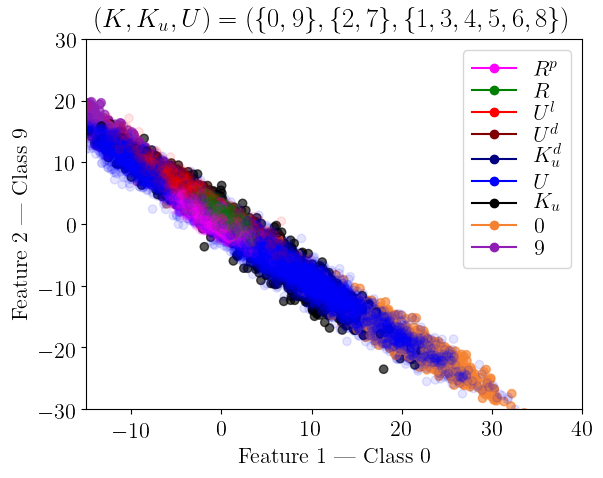 (K, K_u, U) = ({0, 9}, {2, 7}, {1, 3, 4, 5, 6, 8})
30
20
10
0
−10
−20
−30
Feature 2 — Class 9
R^p
R
U^l
U^d
K_u^d
U
K_u
0
9
−10
0
10
20
30
40
Feature 1 — Class 0